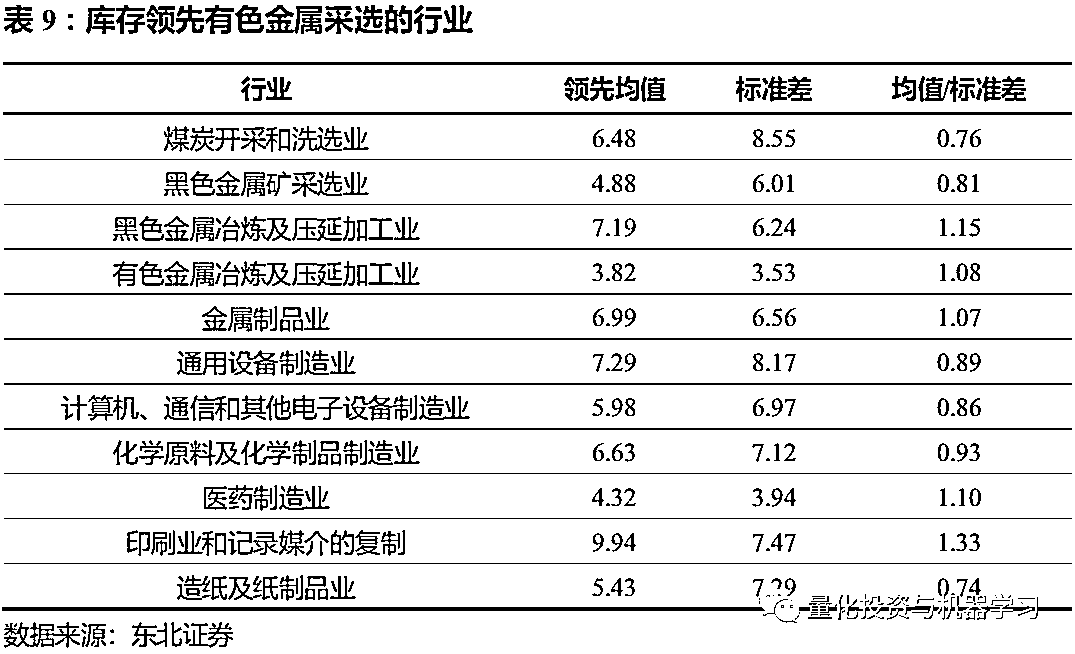 表 9：库存领先有色金属采选的行业
行业 领先均值 标准差 均值/标准差
煤炭开采和洗选业 6.48 8.55 0.76
黑色金属矿采选业 4.88 6.01 0.81
黑色金属冶炼及压延加工业 7.19 6.24 1.15
有色金属冶炼及压延加工业 3.82 3.53 1.08
金属制品业 6.99 6.56 1.07
通用设备制造业 7.29 8.17 0.89
计算机、通信和其他电子设备制造业 5.98 6.97 0.86
化学原料及化学制品制造业 6.63 7.12 0.93
医药制造业 4.32 3.94 1.10
印刷业和记录媒介的复制 9.94 7.47 1.33
造纸及纸制品业 5.43 7.29 0.74
量化投资与机器学习
数据来源：东北证券